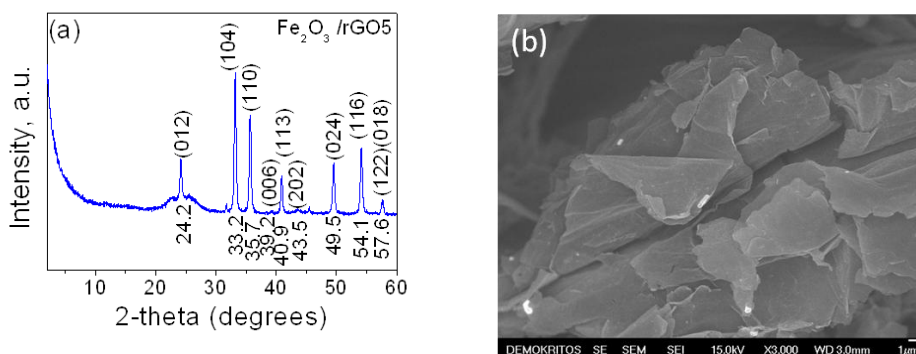 (a)
Fe₂O₃ /rGO5
Intensity, a.u.
(012)
(104)
(110)
(006)
(113)
(202)
(024)
(116)
(122)(018)
24.2
33.2
35.7
39.2
40.9
43.5
49.5
54.1
57.6
10 20 30 40 50 60
2-theta (degrees)
(b)
DEMOKRITOS SE SEM SEI 15.0kV X3.000 WD 3.0mm 1μm